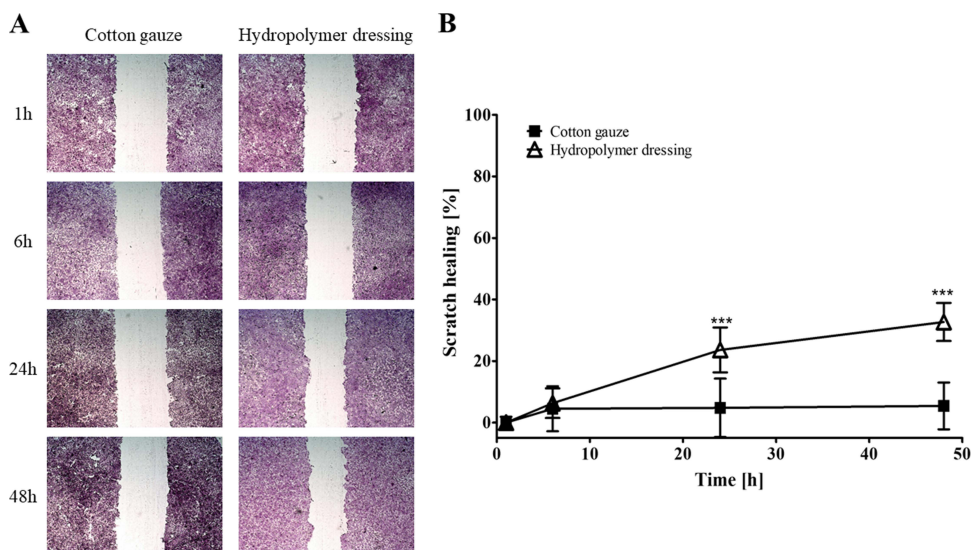 A
Cotton gauze
Hydropolymer dressing
1h
6h
24h
48h
B
Scratch healing [%]
100
80
60
40
20
0
Cotton gauze
Hydropolymer dressing
***
***
0 10 20 30 40 50
Time [h]